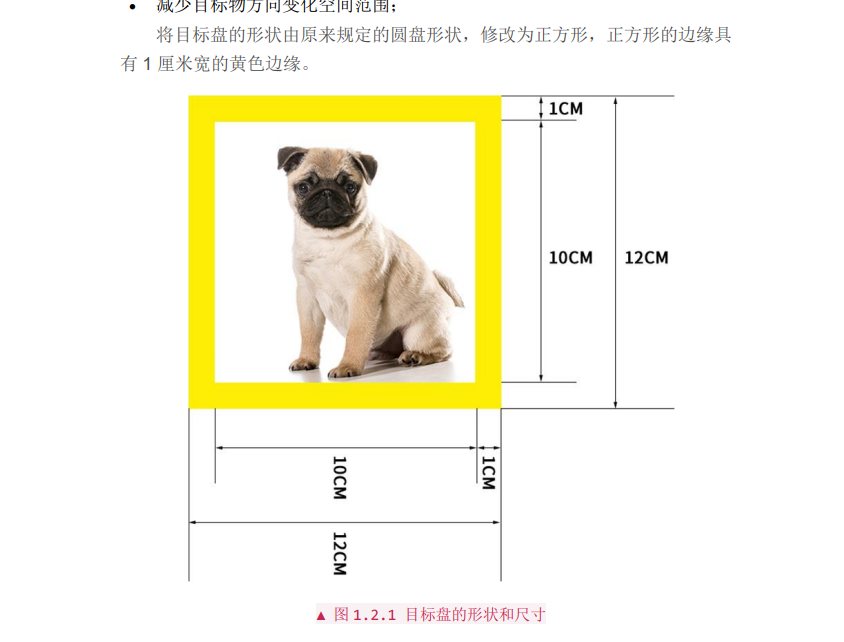 • 减少目标物方向变化空间范围；
将目标盘的形状由原来规定的圆盘形状，修改为正方形，正方形的边缘具
有 1 厘米宽的黄色边缘。
1CM
10CM
12CM
10CM
1CM
12CM
▲ 图1.2.1 目标盘的形状和尺寸